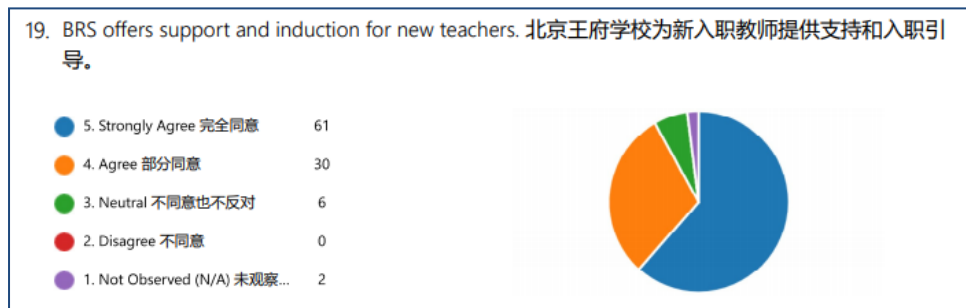 19. BRS offers support and induction for new teachers. 北京王府学校为新入职教师提供支持和入职引
导。
5. Strongly Agree 完全同意 61
4. Agree 部分同意 30
3. Neutral 不同意也不反对 6
2. Disagree 不同意 0
1. Not Observed (N/A) 未观察... 2